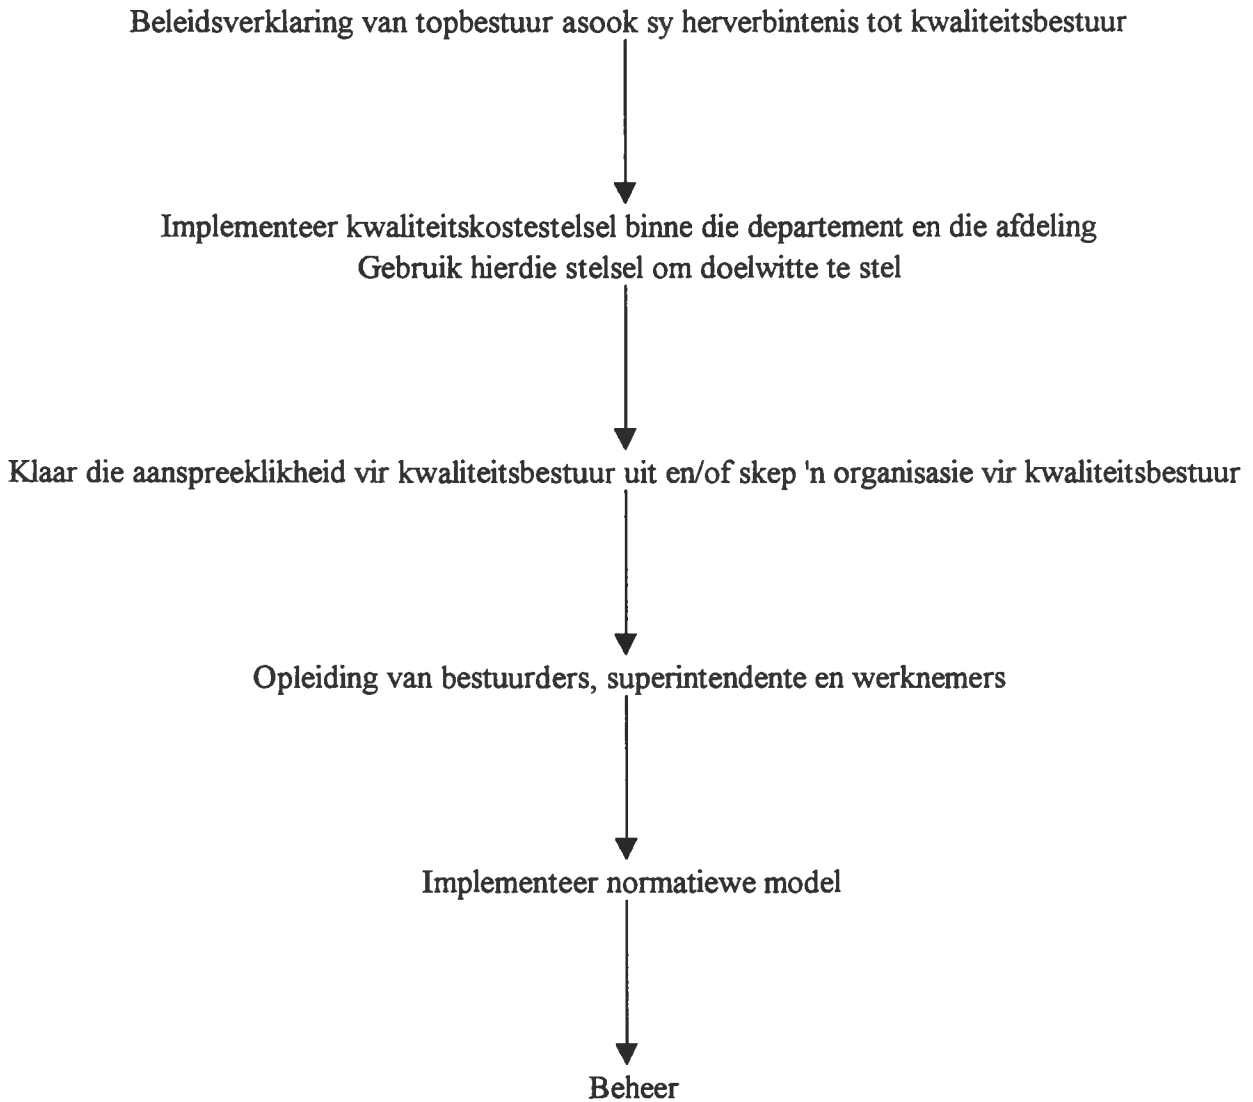 Beleidsverklaring van topbestuur asook sy herverbintenis tot kwaliteitsbestuur
Implementeer kwaliteitskostestelsel binne die departement en die afdeling
Gebruik hierdie stelsel om doelwitte te stel
Klaar die aanspreeklikheid vir kwaliteitsbestuur uit en/of skep 'n organisasie vir kwaliteitsbestuur
Opleiding van bestuurders, superintendente en werknemers
Implementeer normatiewe model
Beheer